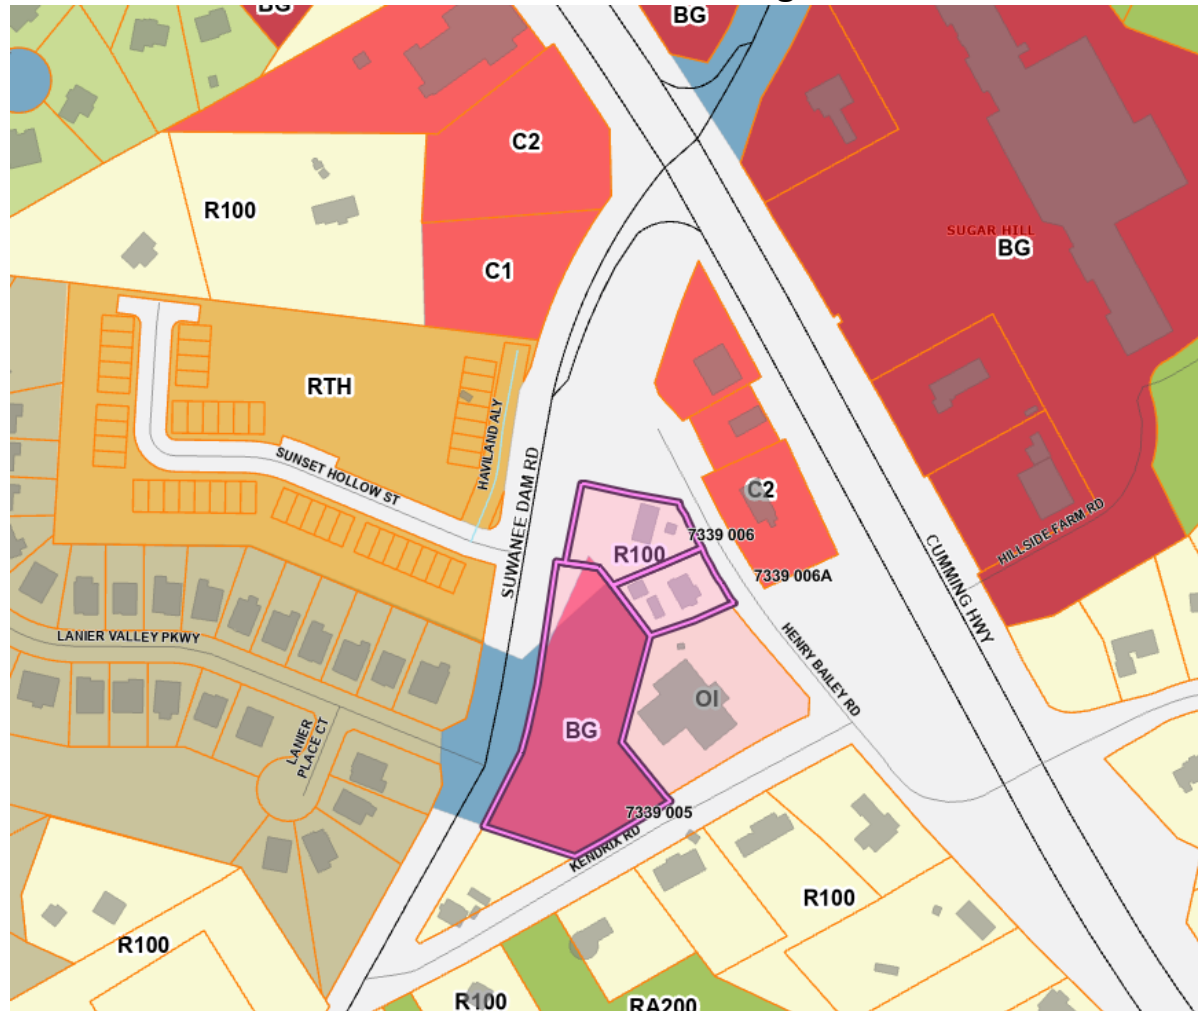 BG
BG
C2
R100
SUGAR HILL
BG
C1
RTH
HAVILAND ALY
SUNSET HOLLOW ST
SUWANEE DAM RD
C2
HILLSIDE FARM RD
7339 006
R100
CUMMING HWY
7339 006A
LANIER VALLEY PKWY
HENRY BAILEY RD
OI
BG
LANIER
PLACE CT
7339 005
KENDRIX RD
R100
R100
R100
RA200